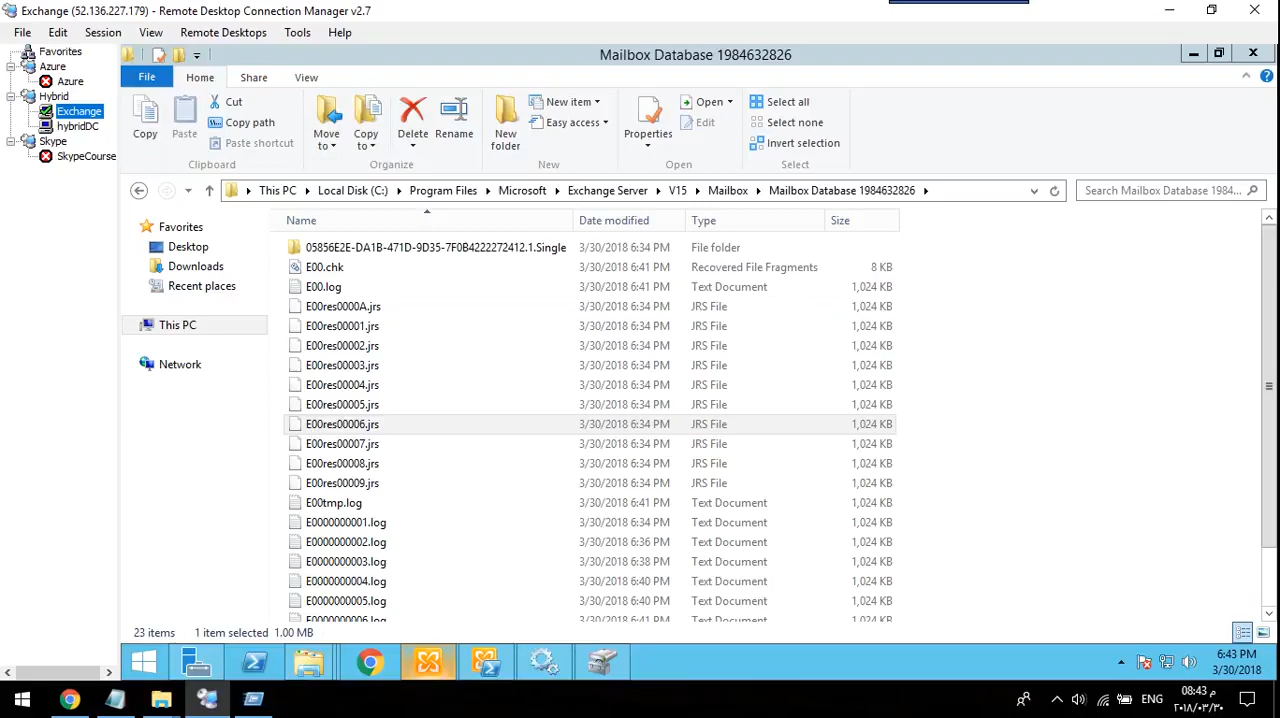 Exchange (52.136.227.179) - Remote Desktop Connection Manager v2.7
File Edit Session View Remote Desktops Tools Help
Favorites
Azure
Azure
Hybrid
Exchange
hybridDC
Skype
SkypeCourse
Mailbox Database 1984632826
File Home Share View
Copy
Paste
Cut
Copy path
Paste shortcut
Clipboard
Move to
Copy to
Delete
Rename
Organize
New folder
New item
Easy access
New
Properties
Open
Edit
Open
Select all
Select none
Invert selection
Select
This PC Local Disk (C:) Program Files Microsoft Exchange Server V15 Mailbox Mailbox Database 1984632826
Search Mailbox Database 1984...
Favorites
Desktop
Downloads
Recent places
This PC
Network
Name Date modified Type Size
05856E2E-DA1B-471D-9D35-7F0B4222272412.1.Single 3/30/2018 6:34 PM File folder
E00.chk 3/30/2018 6:41 PM Recovered File Fragments 8 KB
E00.log 3/30/2018 6:41 PM Text Document 1,024 KB
E00res0000A.jrs 3/30/2018 6:34 PM JRS File 1,024 KB
E00res00001.jrs 3/30/2018 6:34 PM JRS File 1,024 KB
E00res00002.jrs 3/30/2018 6:34 PM JRS File 1,024 KB
E00res00003.jrs 3/30/2018 6:34 PM JRS File 1,024 KB
E00res00004.jrs 3/30/2018 6:34 PM JRS File 1,024 KB
E00res00005.jrs 3/30/2018 6:34 PM JRS File 1,024 KB
E00res00006.jrs 3/30/2018 6:34 PM JRS File 1,024 KB
E00res00007.jrs 3/30/2018 6:34 PM JRS File 1,024 KB
E00res00008.jrs 3/30/2018 6:34 PM JRS File 1,024 KB
E00res00009.jrs 3/30/2018 6:34 PM JRS File 1,024 KB
E00tmp.log 3/30/2018 6:41 PM Text Document 1,024 KB
E0000000001.log 3/30/2018 6:34 PM Text Document 1,024 KB
E0000000002.log 3/30/2018 6:36 PM Text Document 1,024 KB
E0000000003.log 3/30/2018 6:38 PM Text Document 1,024 KB
E0000000004.log 3/30/2018 6:40 PM Text Document 1,024 KB
E0000000005.log 3/30/2018 6:40 PM Text Document 1,024 KB
E0000000006.log 3/30/2018 6:41 PM Text Document 1,024 KB
23 items 1 item selected 1.00 MB
6:43 PM
3/30/2018
ENG
08:43 م
٢٠١٨/٠٣/٣٠